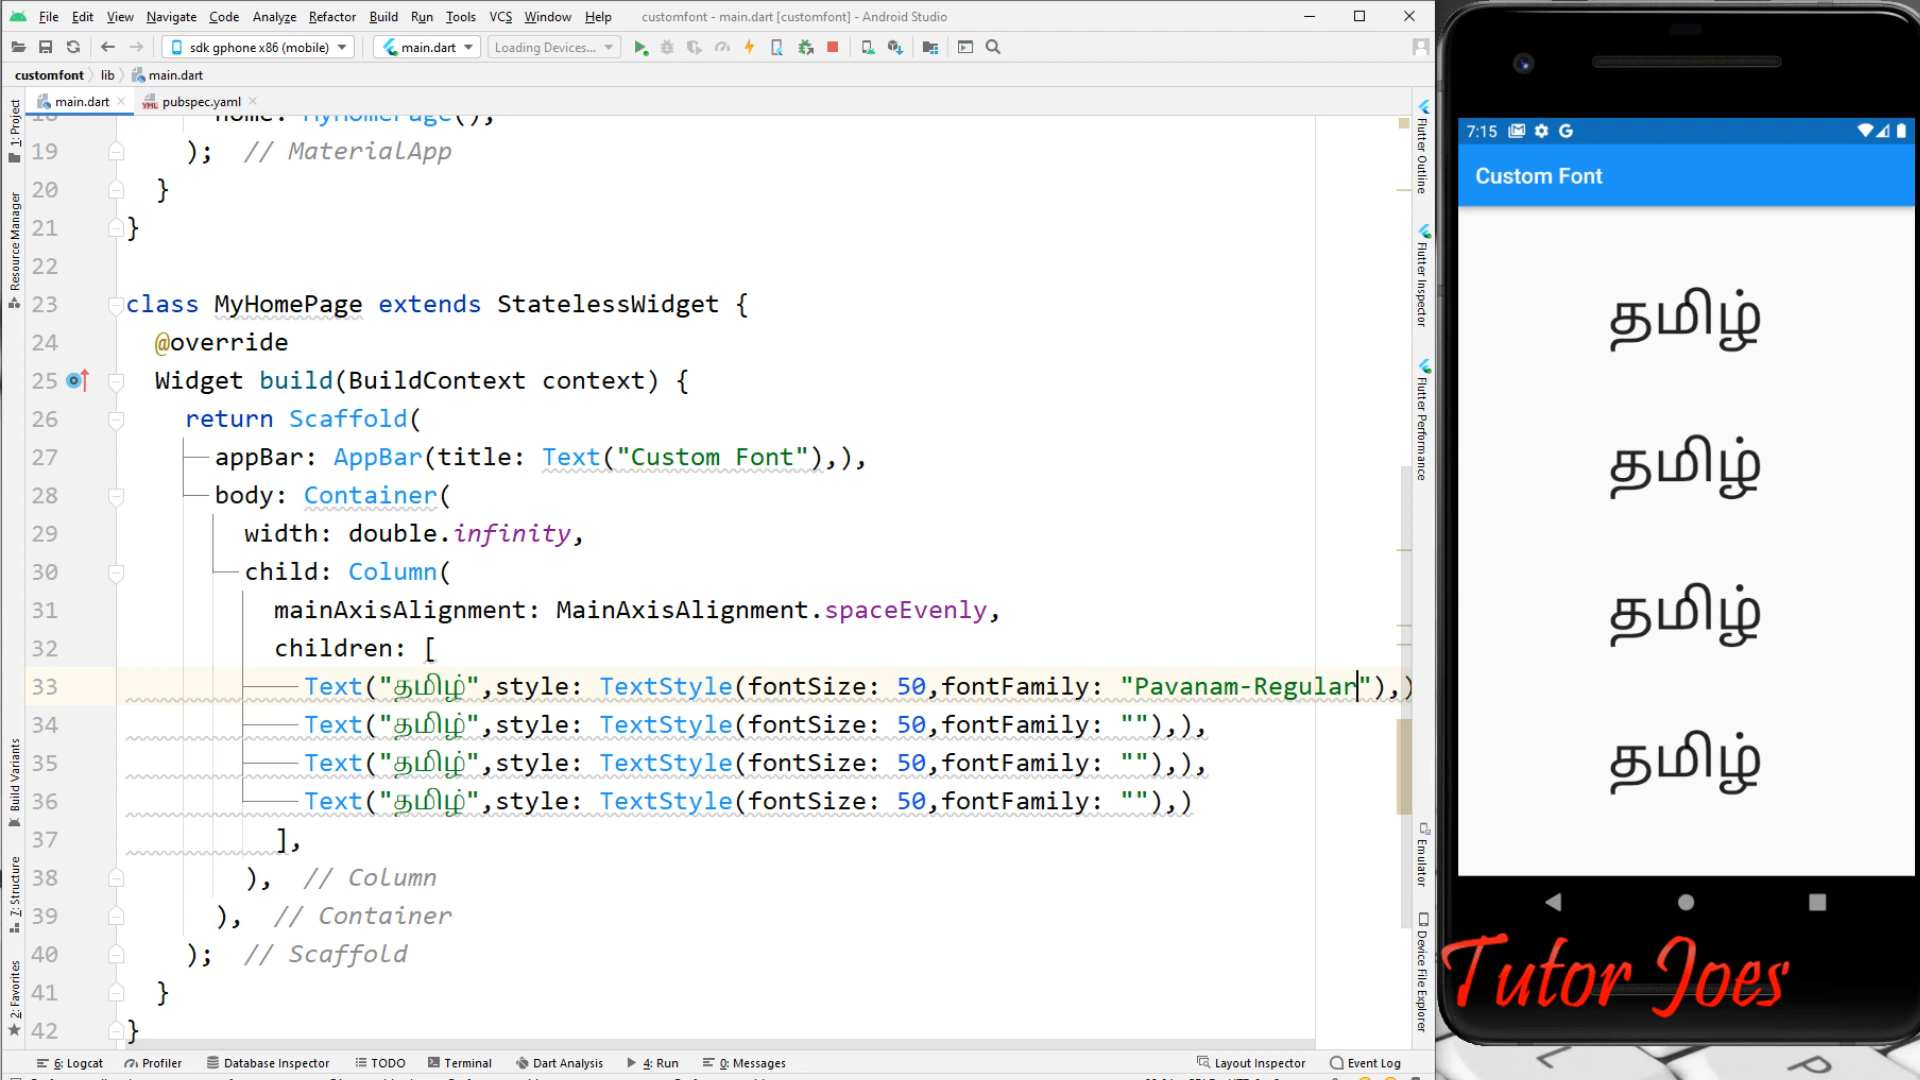 File Edit View Navigate Code Analyze Refactor Build Run Tools VCS Window Help customfont - main.dart [customfont] - Android Studio
sdk gphone x86 (mobile) main.dart Loading Devices...
customfont lib main.dart
main.dart pubspec.yaml
18 home: MyHomePage(),
19 ); // MaterialApp
20 }
21 }
22
23 class MyHomePage extends StatelessWidget {
24 @override
25 Widget build(BuildContext context) {
26 return Scaffold(
27 appBar: AppBar(title: Text("Custom Font"),),
28 body: Container(
29 width: double.infinity,
30 child: Column(
31 mainAxisAlignment: MainAxisAlignment.spaceEvenly,
32 children: [
33 Text("தமிழ்",style: TextStyle(fontSize: 50,fontFamily: "Pavanam-Regular"),)
34 Text("தமிழ்",style: TextStyle(fontSize: 50,fontFamily: ""),),
35 Text("தமிழ்",style: TextStyle(fontSize: 50,fontFamily: ""),),
36 Text("தமிழ்",style: TextStyle(fontSize: 50,fontFamily: ""),)
37 ],
38 ), // Column
39 ), // Container
40 ); // Scaffold
41 }
42 }
1: Project
Resource Manager
Build Variants
7: Structure
2: Favorites
Flutter Outline
Flutter Inspector
Flutter Performance
Emulator
Device File Explorer
6: Logcat Profiler Database Inspector TODO Terminal Dart Analysis 4: Run 0: Messages Layout Inspector Event Log
7:15
Custom Font
தமிழ்
தமிழ்
தமிழ்
தமிழ்
Tutor Joes